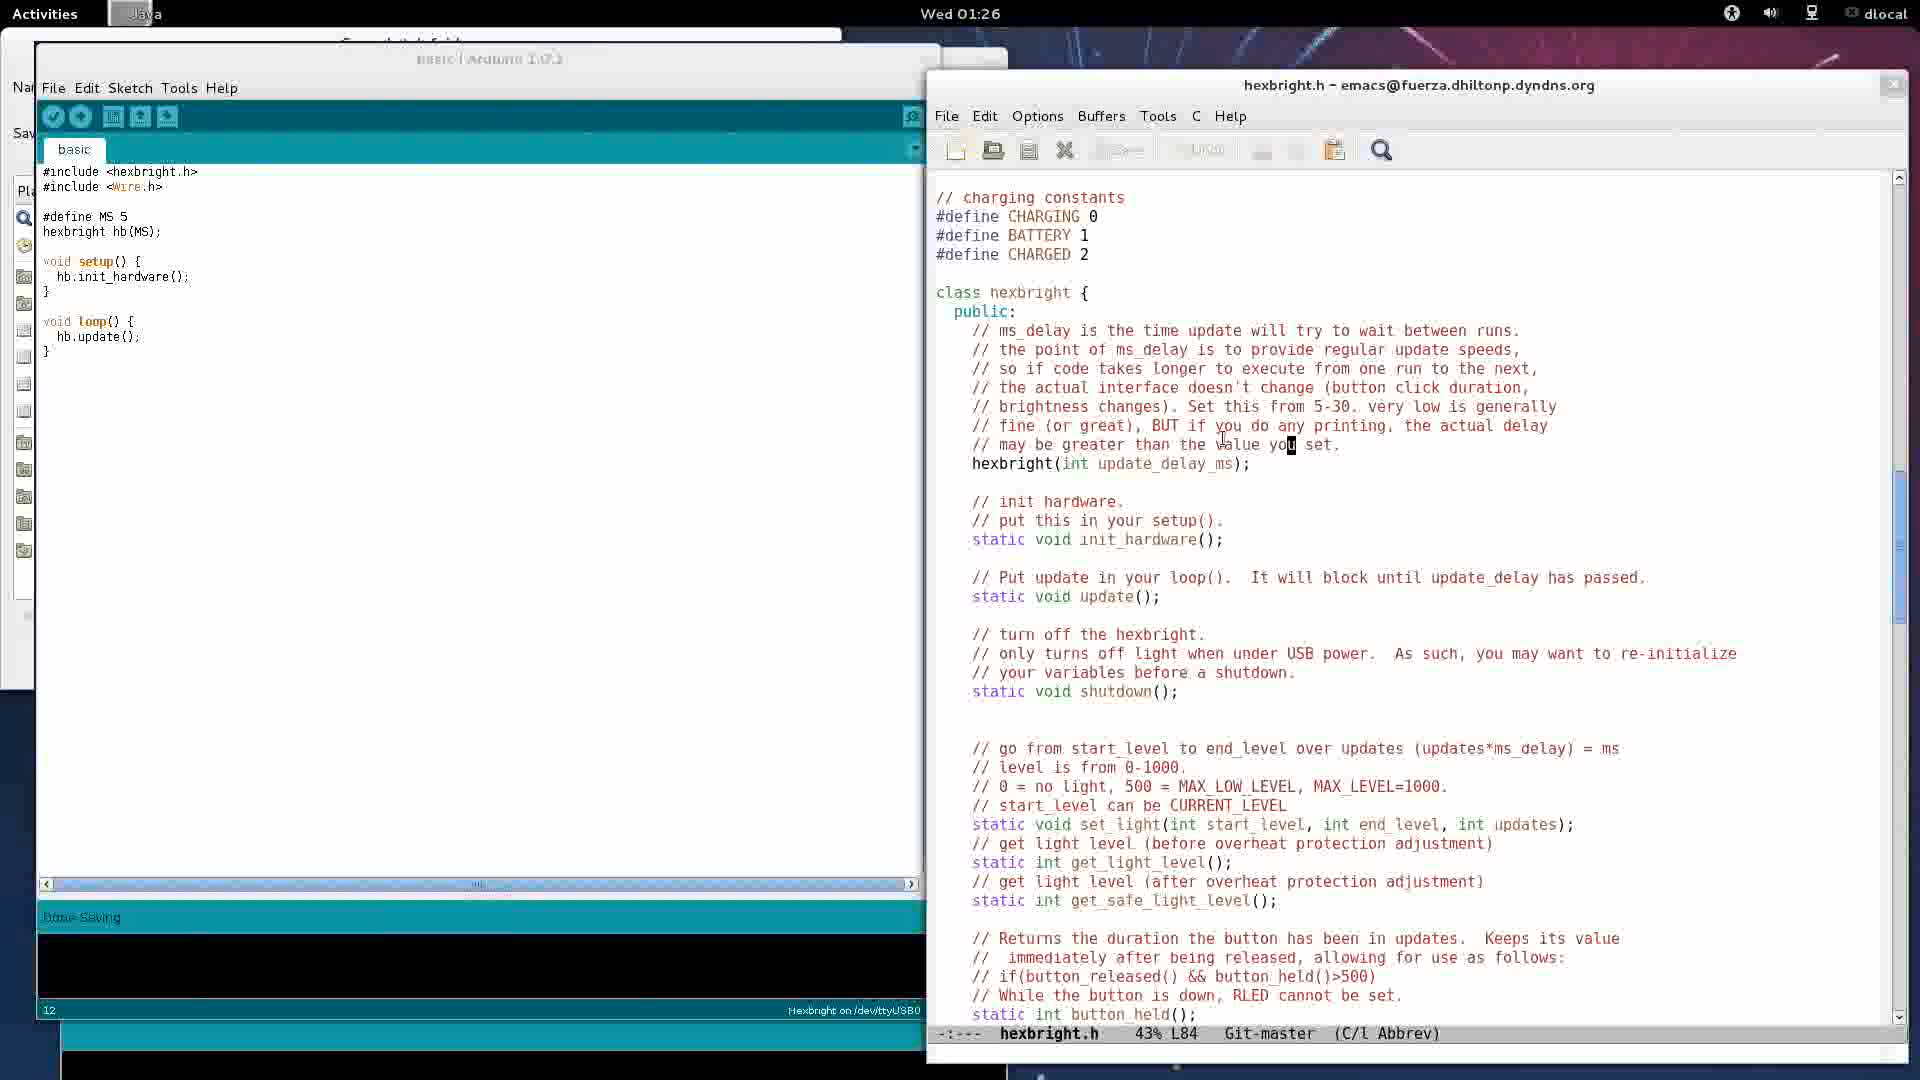 Activities
Java
Wed 01:26
dlocal
basic | Arduino 1.0.2
File Edit Sketch Tools Help
basic
#include <hexbright.h>
#include <Wire.h>
#define MS 5
hexbright hb(MS);
void setup() {
hb.init_hardware();
}
void loop() {
hb.update();
}
Done Saving
12
Hexbright on /dev/ttyUSB0
hexbright.h - emacs@fuerza.dhiltonp.dyndns.org
File Edit Options Buffers Tools C Help
Save
Undo
// charging constants
#define CHARGING 0
#define BATTERY 1
#define CHARGED 2
class hexbright {
public:
// ms_delay is the time update will try to wait between runs.
// the point of ms_delay is to provide regular update speeds,
// so if code takes longer to execute from one run to the next,
// the actual interface doesn't change (button click duration,
// brightness changes). Set this from 5-30. very low is generally
// fine (or great), BUT if you do any printing, the actual delay
// may be greater than the value you set.
hexbright(int update_delay_ms);
// init hardware.
// put this in your setup().
static void init_hardware();
// Put update in your loop().  It will block until update_delay has passed.
static void update();
// turn off the hexbright.
// only turns off light when under USB power.  As such, you may want to re-initialize
// your variables before a shutdown.
static void shutdown();
// go from start_level to end_level over updates (updates*ms_delay) = ms
// level is from 0-1000.
// 0 = no light, 500 = MAX_LOW_LEVEL, MAX_LEVEL=1000.
// start_level can be CURRENT_LEVEL
static void set_light(int start_level, int end_level, int updates);
// get light level (before overheat protection adjustment)
static int get_light_level();
// get light level (after overheat protection adjustment)
static int get_safe_light_level();
// Returns the duration the button has been in updates.  Keeps its value
//  immediately after being released, allowing for use as follows:
// if(button_released() && button_held()>500)
// While the button is down, RLED cannot be set.
static int button_held();
-:--- hexbright.h 43% L84 Git-master (C/l Abbrev)